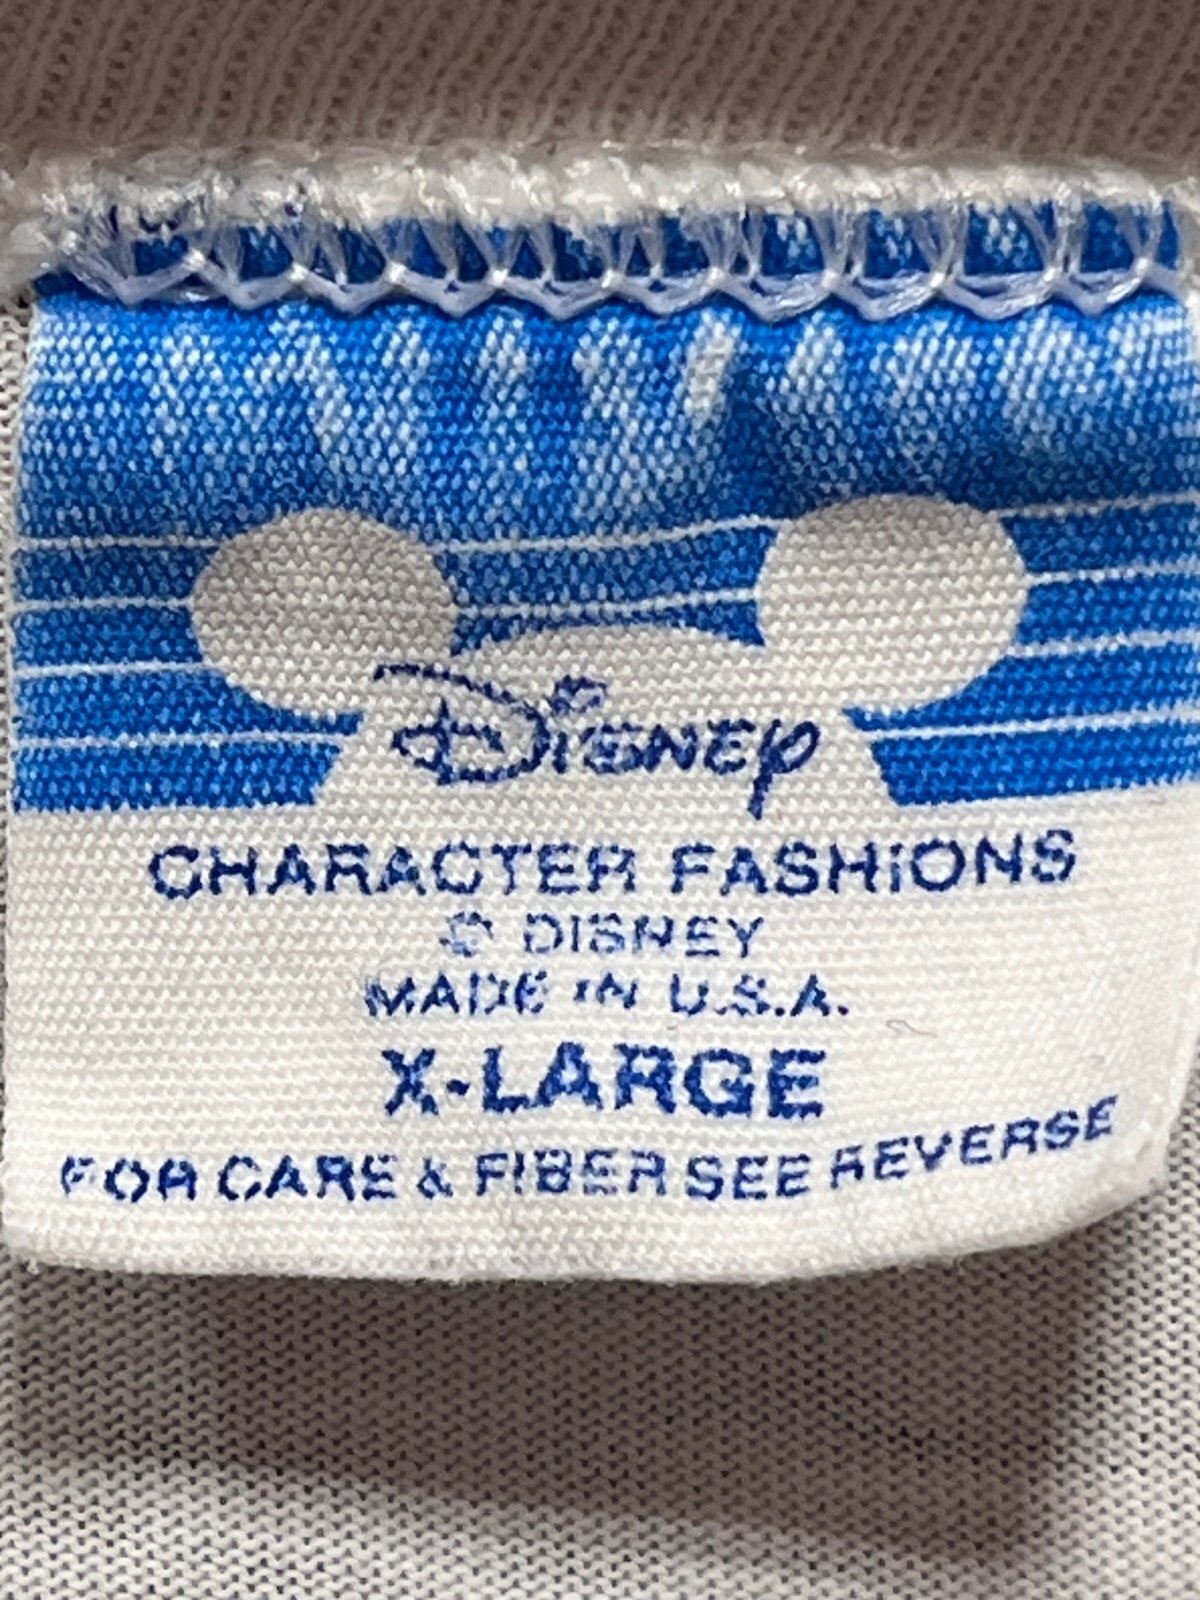 Disney
CHARACTER FASHIONS
© DISNEY
MADE IN U.S.A.
X-LARGE
FOR CARE & FIBER SEE REVERSE